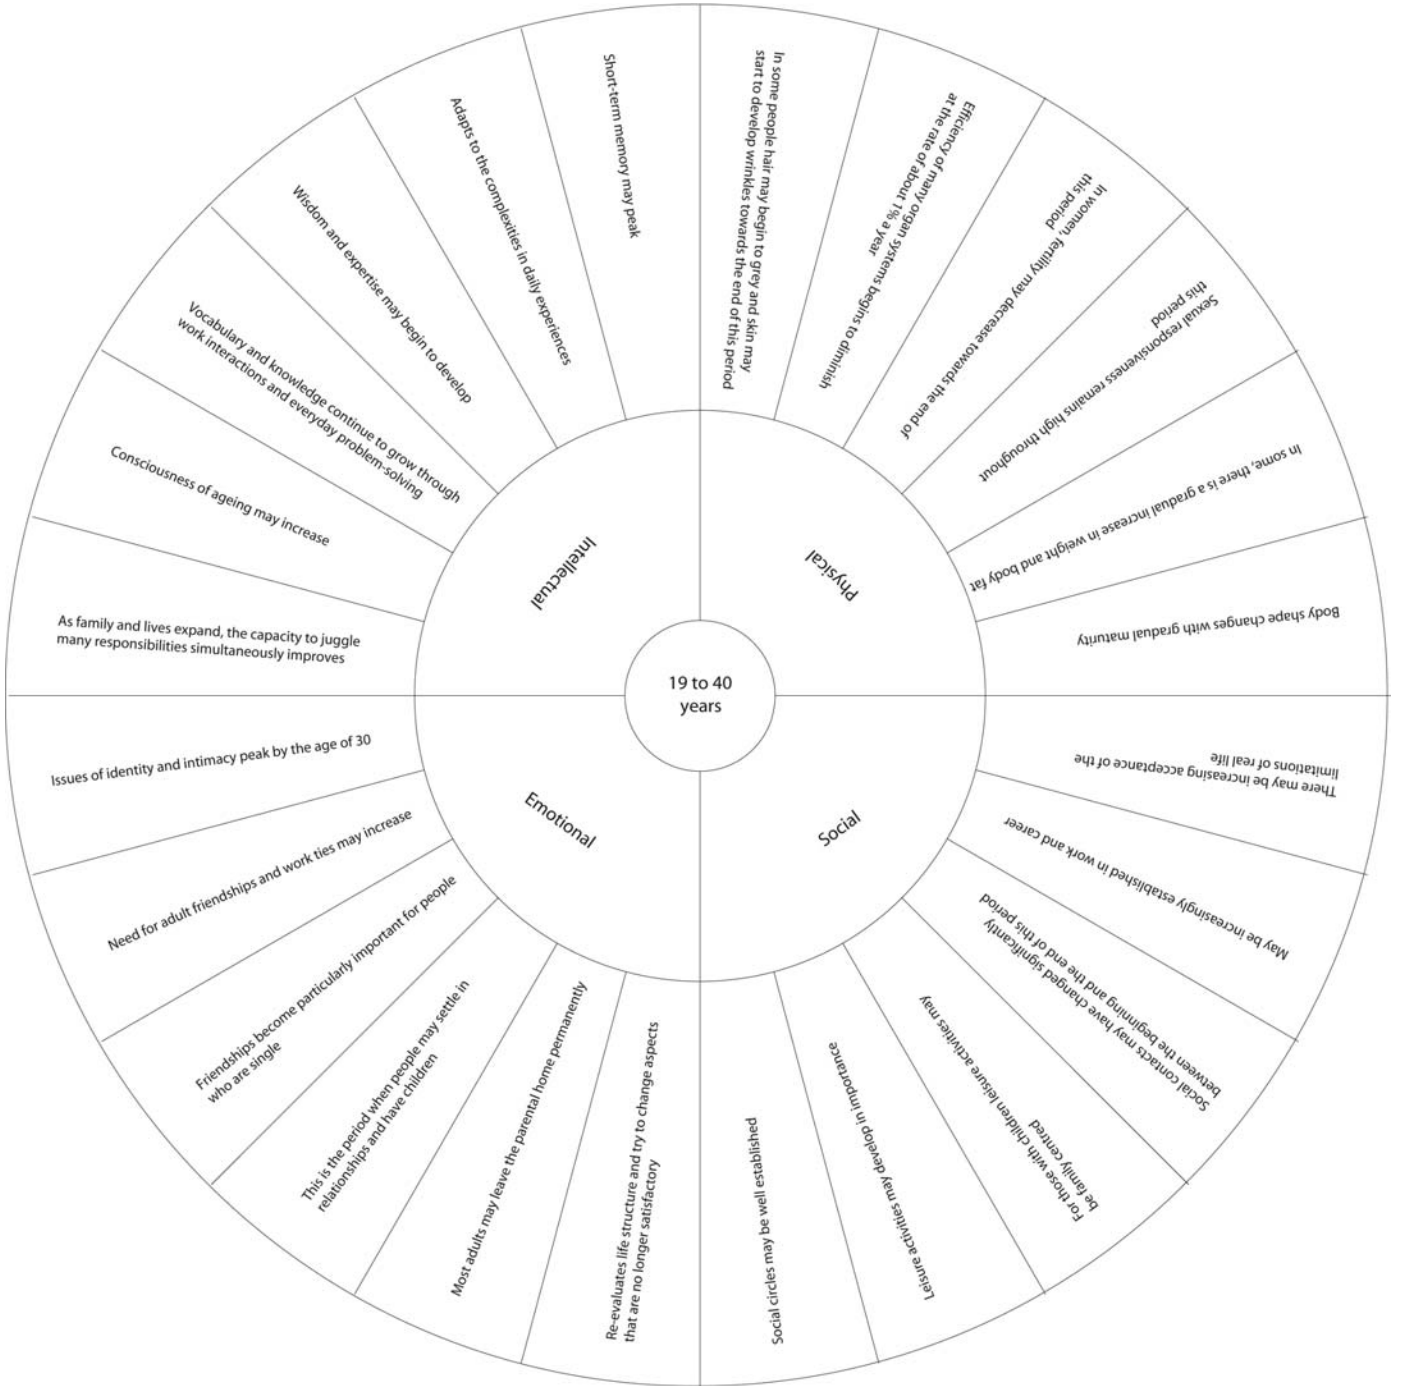 19 to 40
years
Physical
In some people hair may begin to grey and skin may
start to develop wrinkles towards the end of this period
Efficiency of many organ systems begins to diminish
at the rate of about 1% a year
In women, fertility may decrease towards the end of
this period
Sexual responsiveness remains high throughout
this period
In some, there is a gradual increase in weight and body fat
Body shape changes with gradual maturity
Social
There may be increasing acceptance of the
limitations of real life
May be increasingly established in work and career
Social contacts may have changed significantly
between the beginning and the end of this period
For those with children leisure activities may
be family centred
Leisure activities may develop in importance
Social circles may be well established
Emotional
Re-evaluates life structure and try to change aspects
that are no longer satisfactory
Most adults may leave the parental home permanently
This is the period when people may settle in
relationships and have children
Friendships become particularly important for people
who are single
Need for adult friendships and work ties may increase
Issues of identity and intimacy peak by the age of 30
Intellectual
As family and lives expand, the capacity to juggle
many responsibilities simultaneously improves
Consciousness of ageing may increase
Vocabulary and knowledge continue to grow through
work interactions and everyday problem-solving
Wisdom and expertise may begin to develop
Adapts to the complexities in daily experiences
Short-term memory may peak